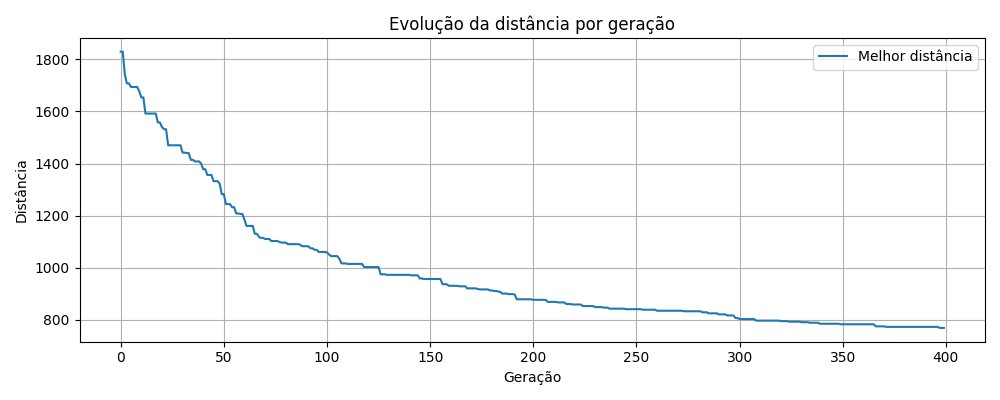 Evolução da distância por geração
Melhor distância
Distância
1800
1600
1400
1200
1000
800
0 50 100 150 200 250 300 350 400
Geração